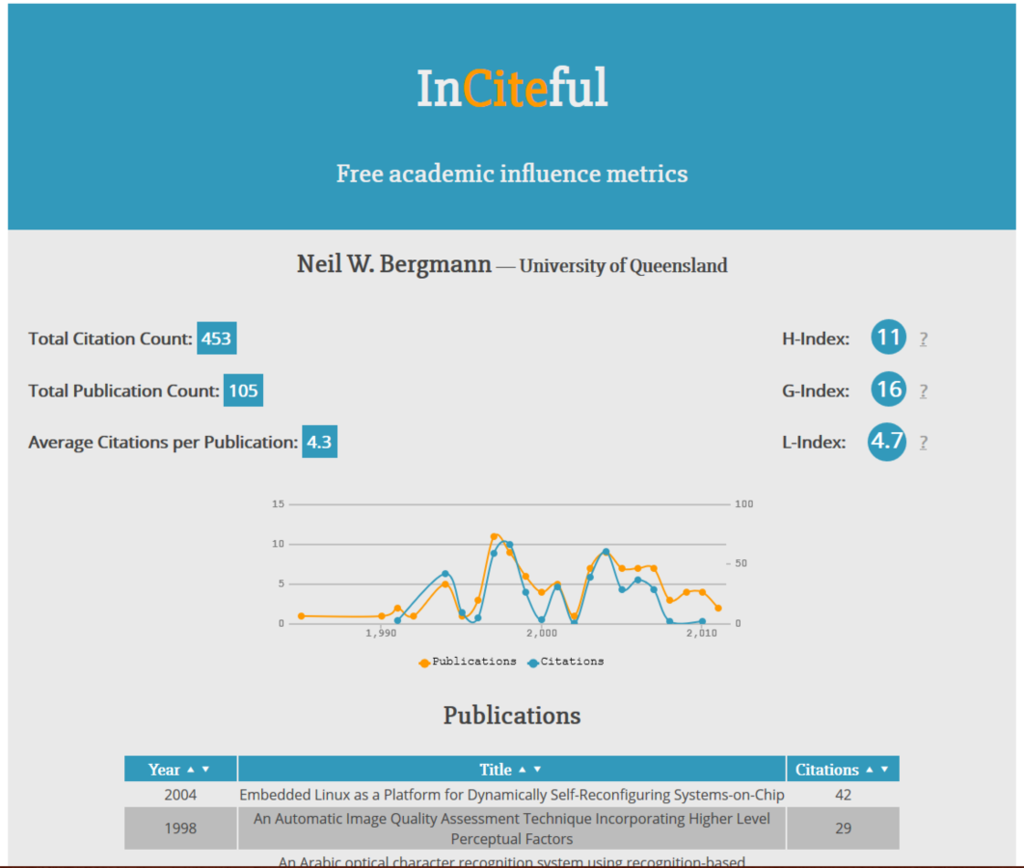 InCiteful
Free academic influence metrics
Neil W. Bergmann — University of Queensland
Total Citation Count: 453
H-Index: 11 ?
Total Publication Count: 105
G-Index: 16 ?
Average Citations per Publication: 4.3
L-Index: 4.7 ?
15 100
10
50
5
0 0
1,990 2,000 2,010
Publications Citations
Publications
Year ▲ ▼ Title ▲ ▼ Citations ▲ ▼
2004 Embedded Linux as a Platform for Dynamically Self-Reconfiguring Systems-on-Chip 42
1998 An Automatic Image Quality Assessment Technique Incorporating Higher Level 29
Perceptual Factors
An Arabic optical character recognition system using recognition-based